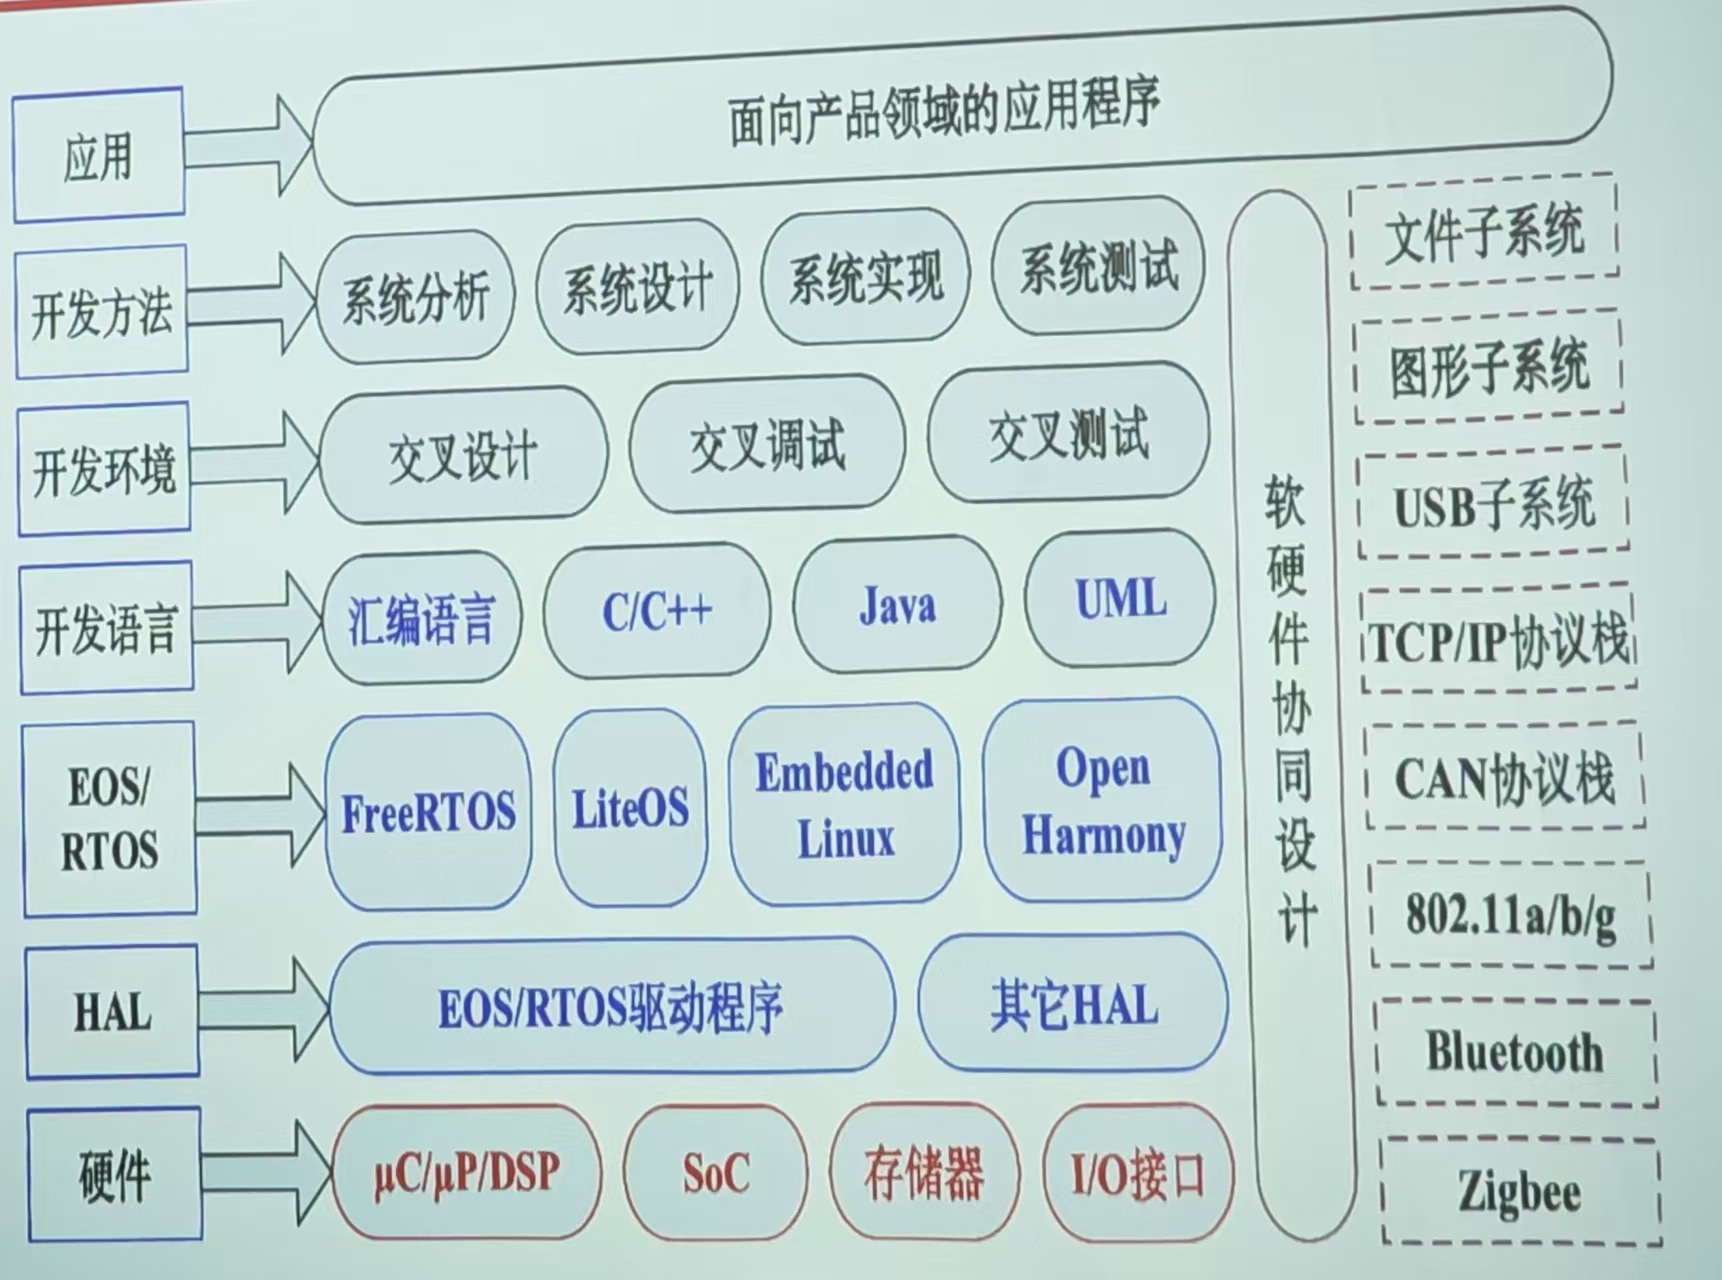 应用
面向产品领域的应用程序
开发方法
系统分析
系统设计
系统实现
系统测试
开发环境
交叉设计
交叉调试
交叉测试
开发语言
汇编语言
C/C++
Java
UML
EOS/
RTOS
FreeRTOS
LiteOS
Embedded
Linux
Open
Harmony
HAL
EOS/RTOS驱动程序
其它HAL
硬件
μC/μP/DSP
SoC
存储器
I/O接口
软
硬
件
协
同
设
计
文件子系统
图形子系统
USB子系统
TCP/IP协议栈
CAN协议栈
802.11a/b/g
Bluetooth
Zigbee